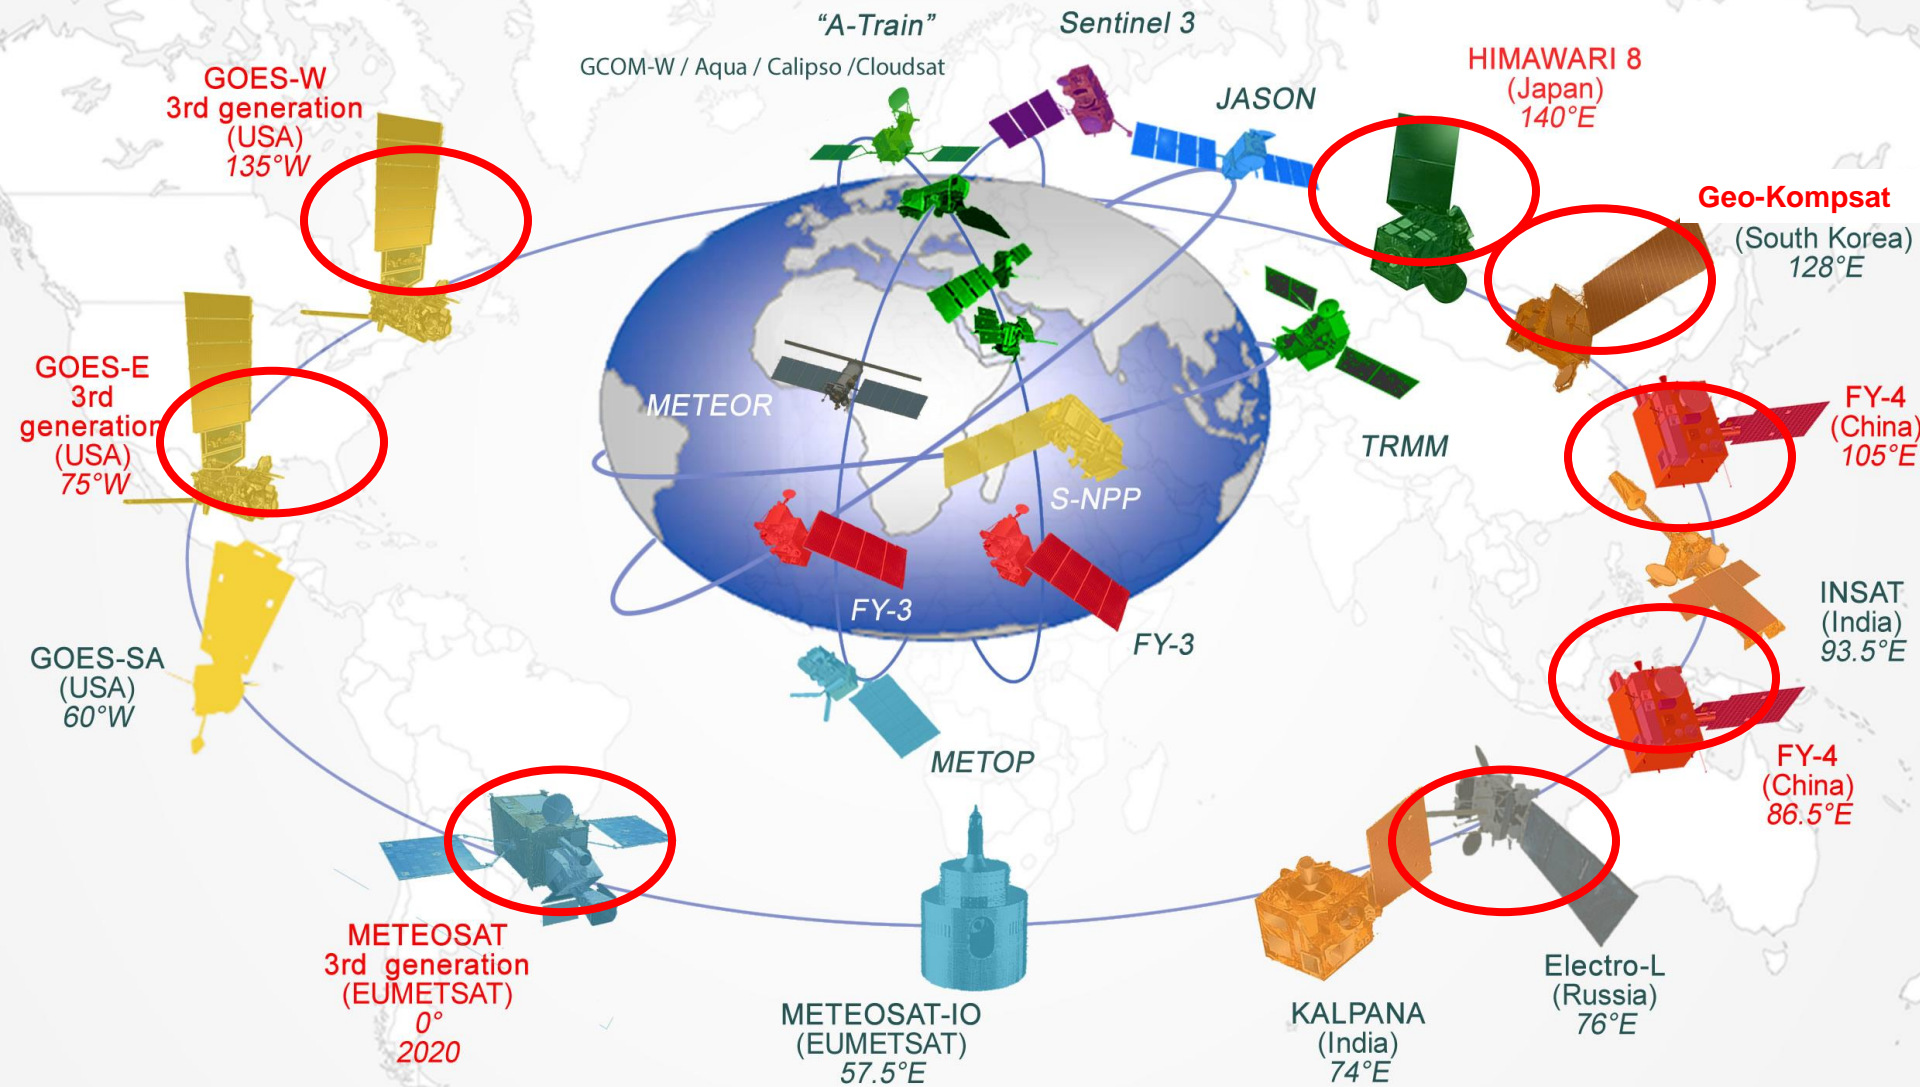 “A-Train”
GCOM-W / Aqua / Calipso /Cloudsat
Sentinel 3
JASON
HIMAWARI 8
(Japan)
140°E
GOES-W
3rd generation
(USA)
135°W
Geo-Kompsat
(South Korea)
128°E
GOES-E
3rd
generation
(USA)
75°W
METEOR
TRMM
FY-4
(China)
105°E
S-NPP
FY-3
FY-3
INSAT
(India)
93.5°E
GOES-SA
(USA)
60°W
METOP
FY-4
(China)
86.5°E
METEOSAT
3rd generation
(EUMETSAT)
0°
2020
METEOSAT-IO
(EUMETSAT)
57.5°E
KALPANA
(India)
74°E
Electro-L
(Russia)
76°E